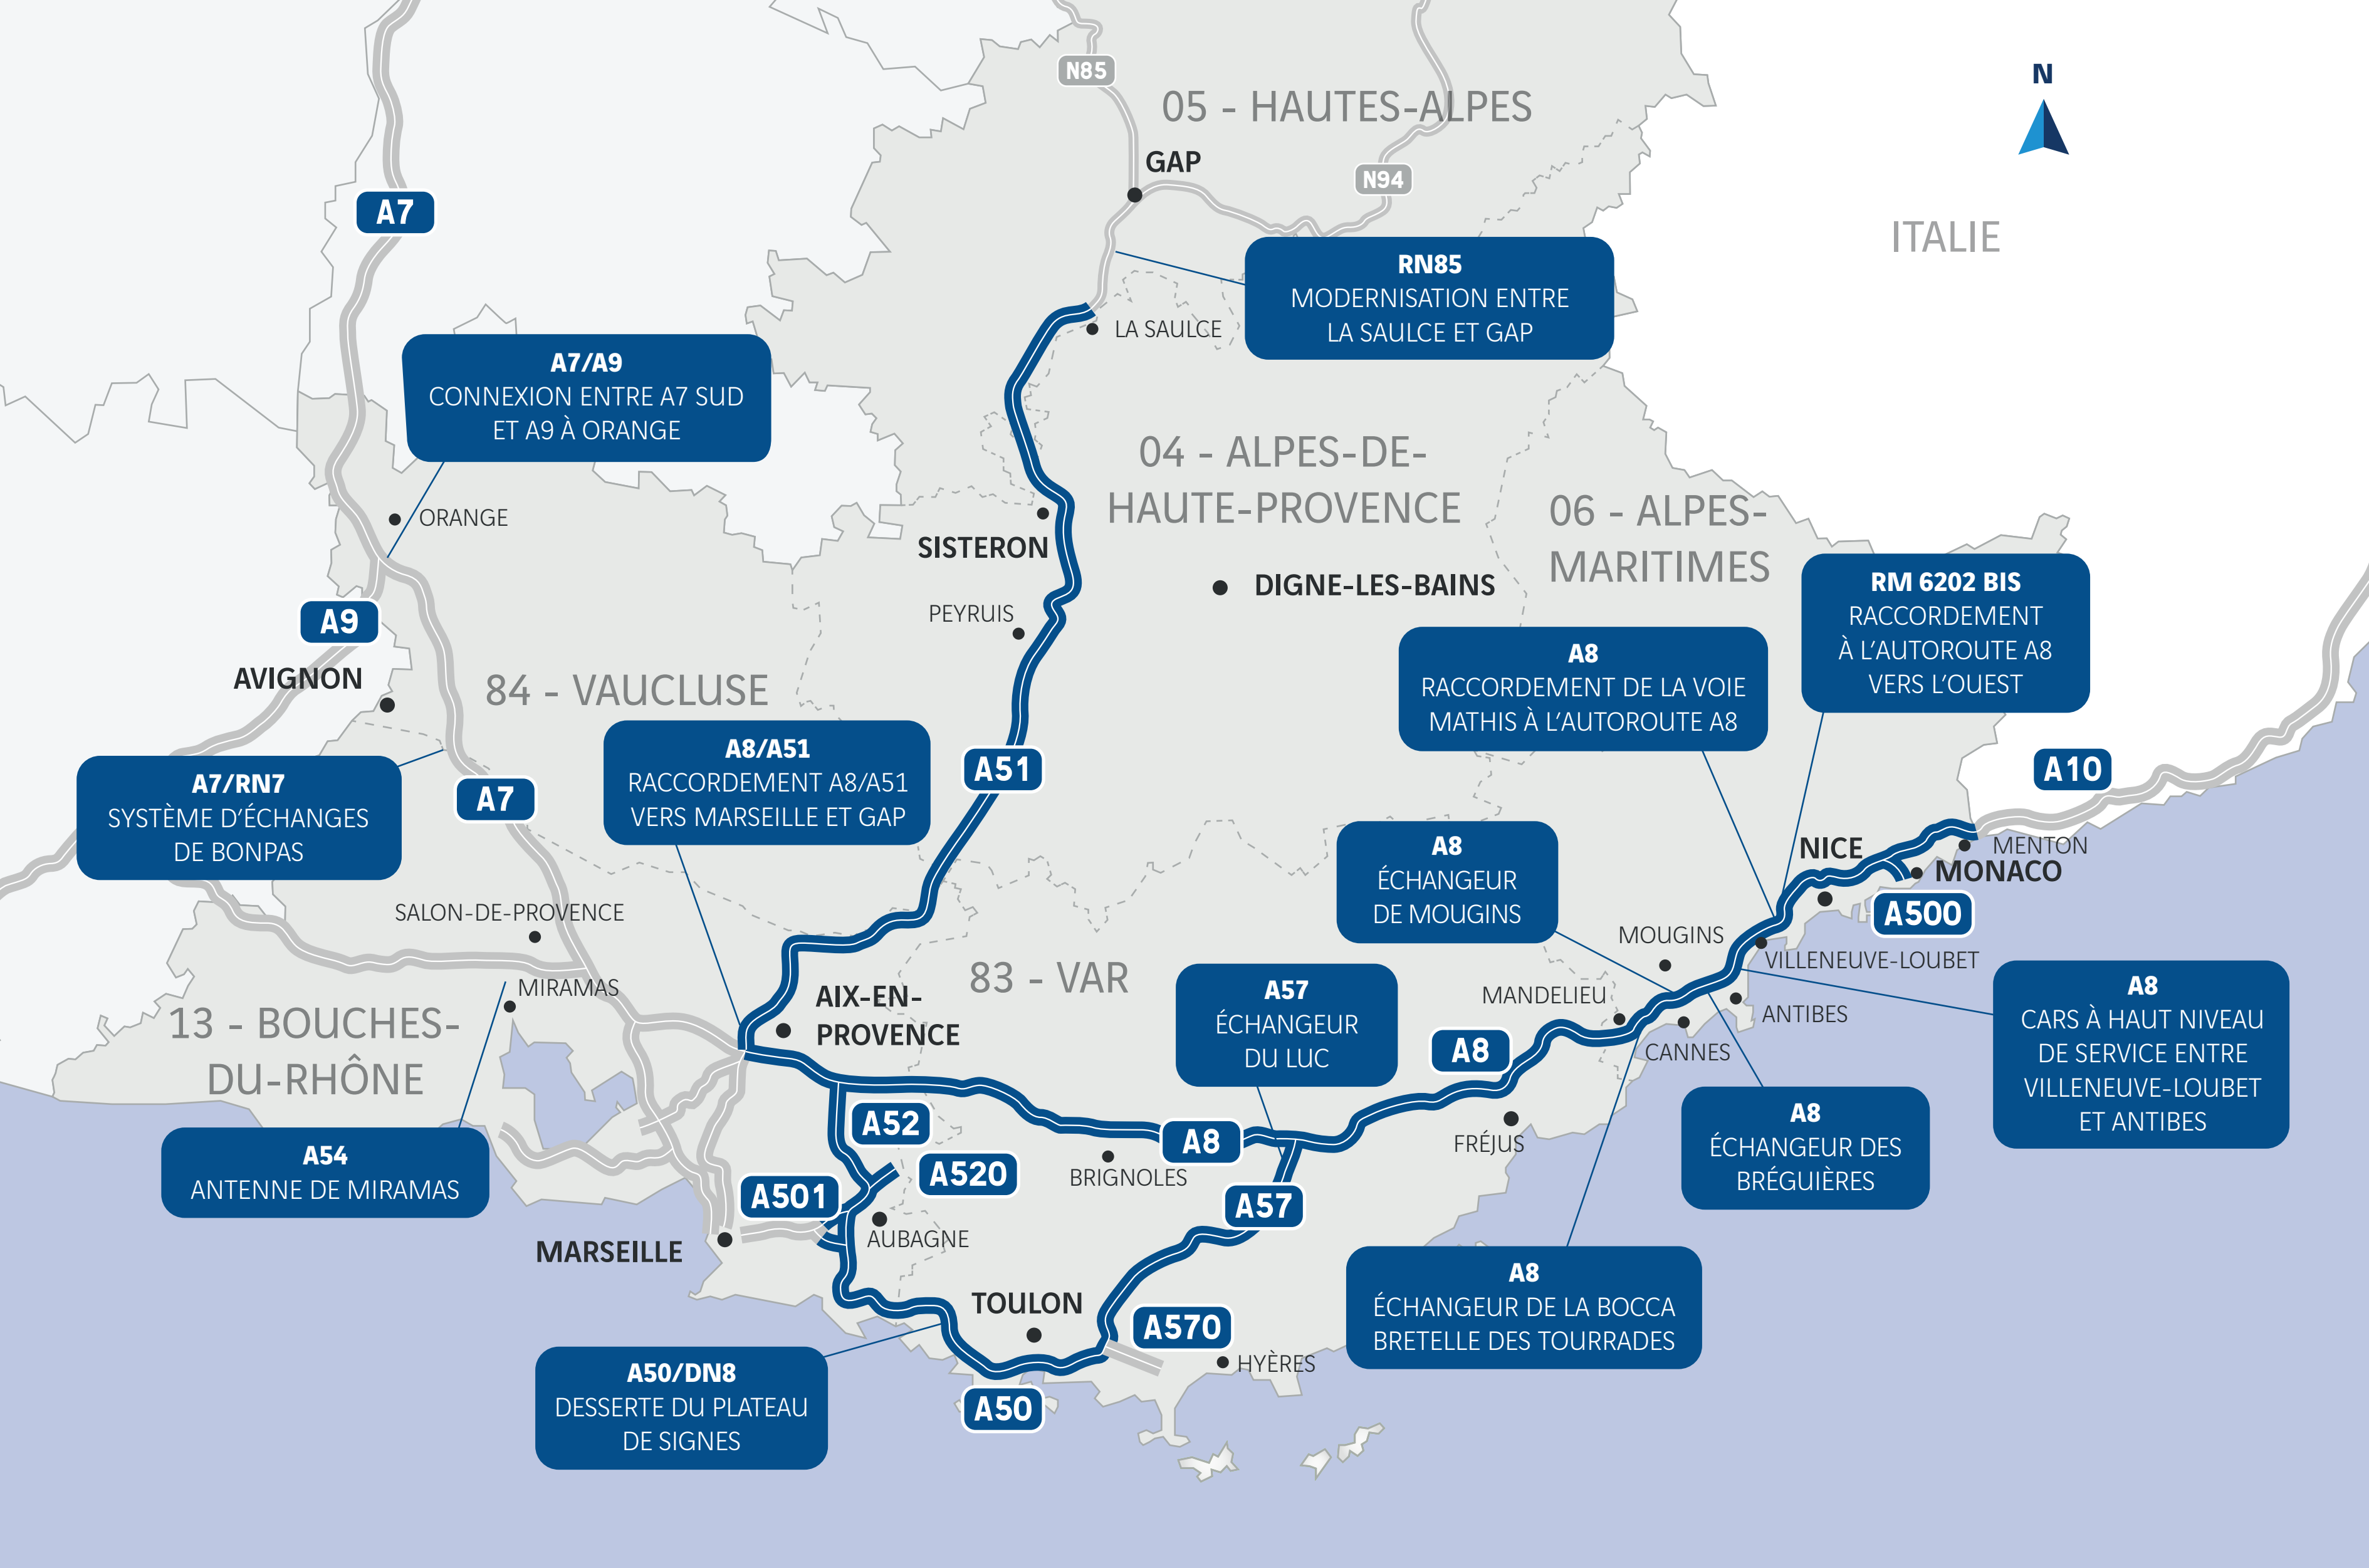 N
N85
05 - HAUTES-ALPES
GAP
N94
A7
ITALIE
RN85
MODERNISATION ENTRE
LA SAULCE ET GAP
LA SAULCE
A7/A9
CONNEXION ENTRE A7 SUD
ET A9 À ORANGE
04 - ALPES-DE-
HAUTE-PROVENCE
ORANGE
06 - ALPES-
MARITIMES
SISTERON
DIGNE-LES-BAINS
PEYRUIS
A9
AVIGNON
84 - VAUCLUSE
RM 6202 BIS
RACCORDEMENT
À L'AUTOROUTE A8
VERS L'OUEST
A8
RACCORDEMENT DE LA VOIE
MATHIS À L'AUTOROUTE A8
A8/A51
RACCORDEMENT A8/A51
VERS MARSEILLE ET GAP
A51
A7/RN7
SYSTÈME D'ÉCHANGES
DE BONPAS
A7
A10
A8
ÉCHANGEUR
DE MOUGINS
NICE
MENTON
MONACO
A500
SALON-DE-PROVENCE
MOUGINS
VILLENEUVE-LOUBET
83 - VAR
MIRAMAS
AIX-EN-
PROVENCE
MANDELIEU
ANTIBES
CANNES
13 - BOUCHES-
DU-RHÔNE
A57
ÉCHANGEUR
DU LUC
A8
A8
CARS À HAUT NIVEAU
DE SERVICE ENTRE
VILLENEUVE-LOUBET
ET ANTIBES
A52
A8
BRIGNOLES
FRÉJUS
A8
ÉCHANGEUR DES
BRÉGUIÈRES
A54
ANTENNE DE MIRAMAS
A520
A501
A57
AUBAGNE
MARSEILLE
A8
ÉCHANGEUR DE LA BOCCA
BRETELLE DES TOURRADES
TOULON
A570
HYÈRES
A50/DN8
DESSERTE DU PLATEAU
DE SIGNES
A50